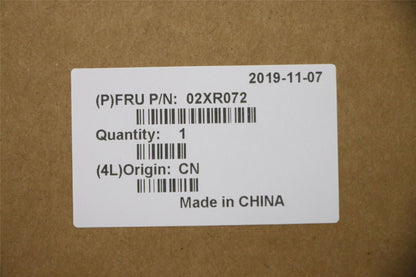 2019-11-07
(P)FRU P/N: 02XR072
Quantity: 1
(4L)Origin: CN
Made in CHINA